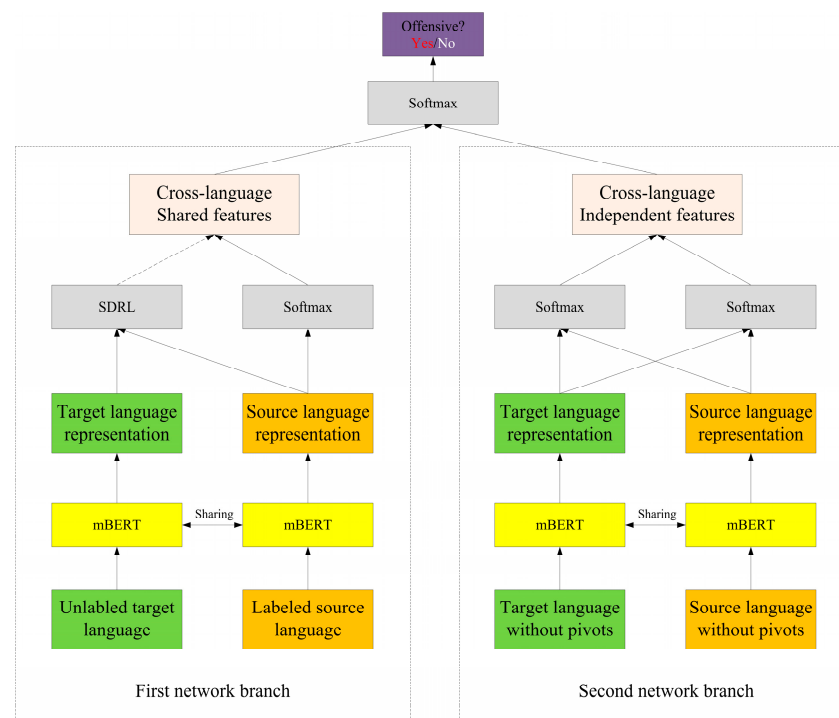 Offensive?
Yes/No
Softmax
Cross-language
Shared features
Cross-language
Independent features
SDRL
Softmax
Softmax
Softmax
Target language
representation
Source language
representation
Target language
representation
Source language
representation
mBERT
Sharing
mBERT
mBERT
Sharing
mBERT
Unlabled target
language
Labeled source
language
Target language
without pivots
Source language
without pivots
First network branch
Second network branch